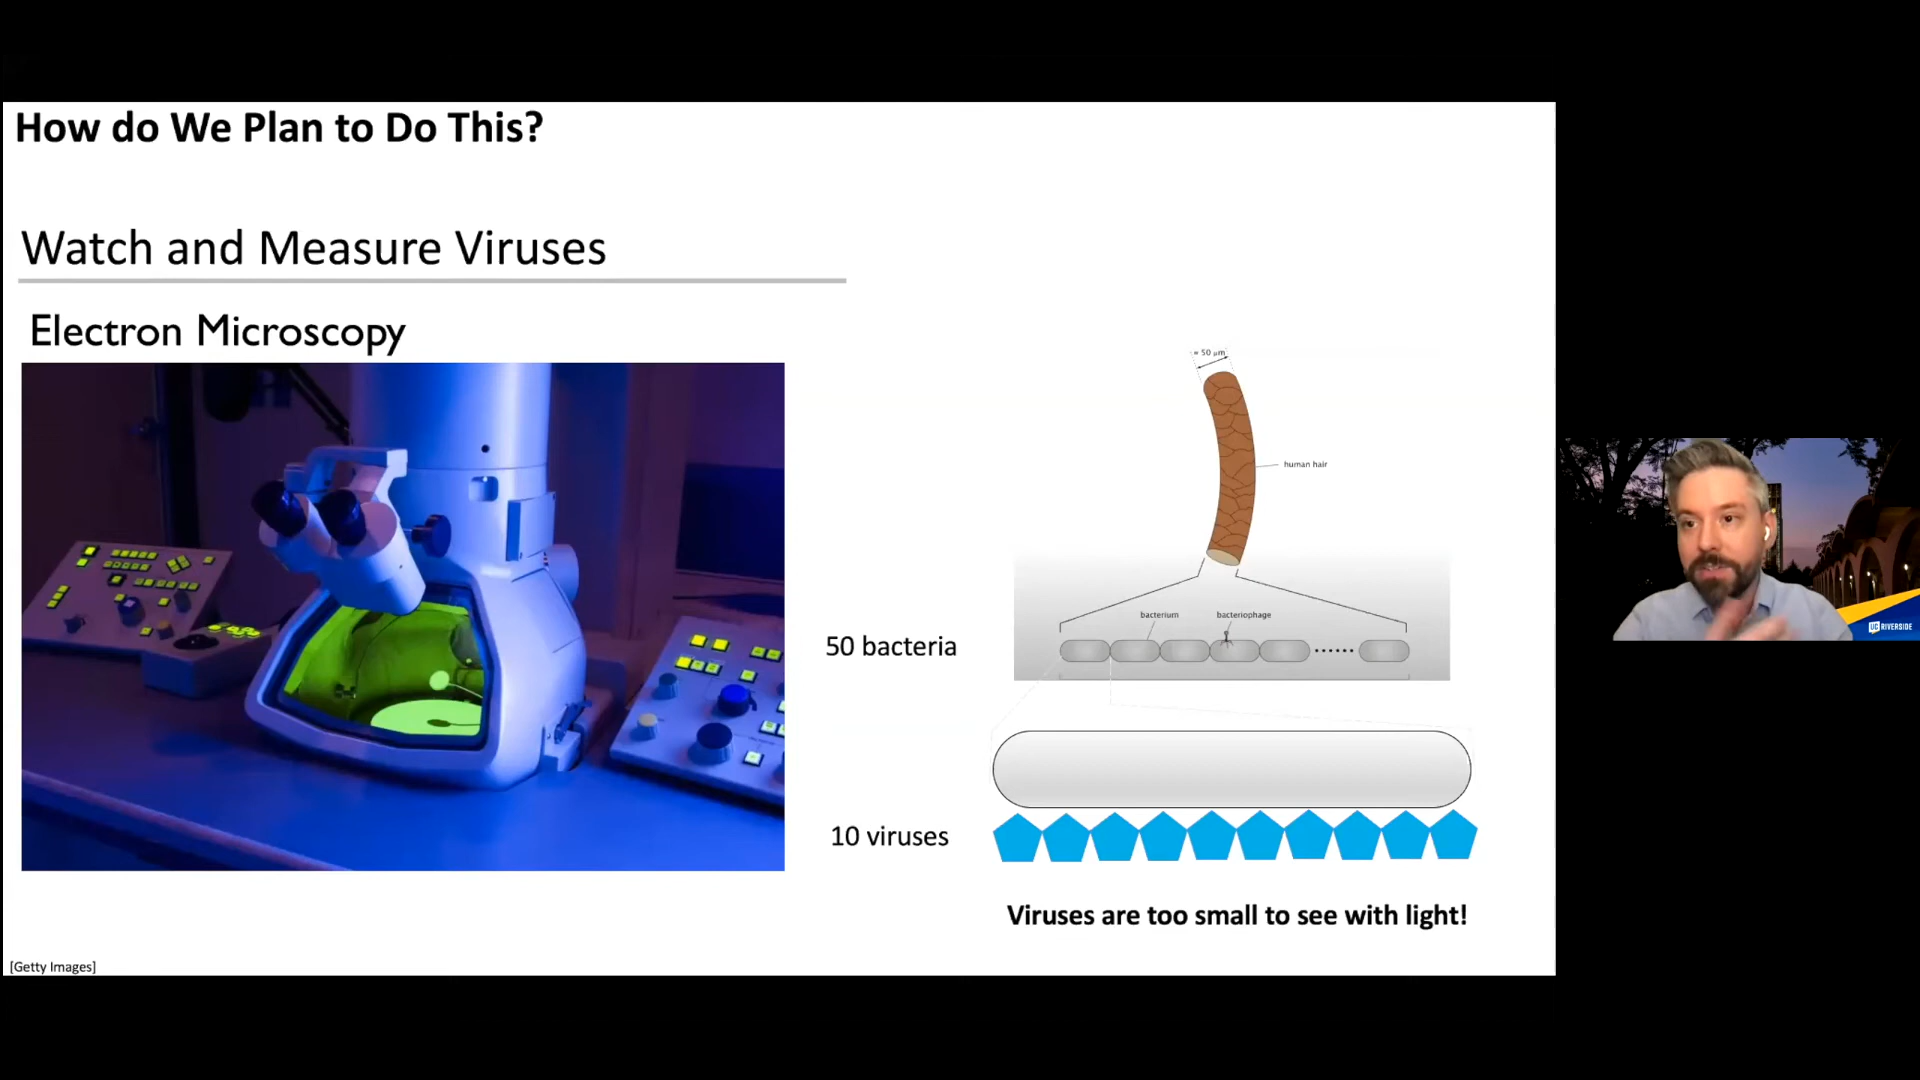 How do We Plan to Do This?
Watch and Measure Viruses
Electron Microscopy
≈ 50 μm
human hair
bacterium
bacteriophage
50 bacteria
10 viruses
Viruses are too small to see with light!
[Getty Images]
UC RIVERSIDE